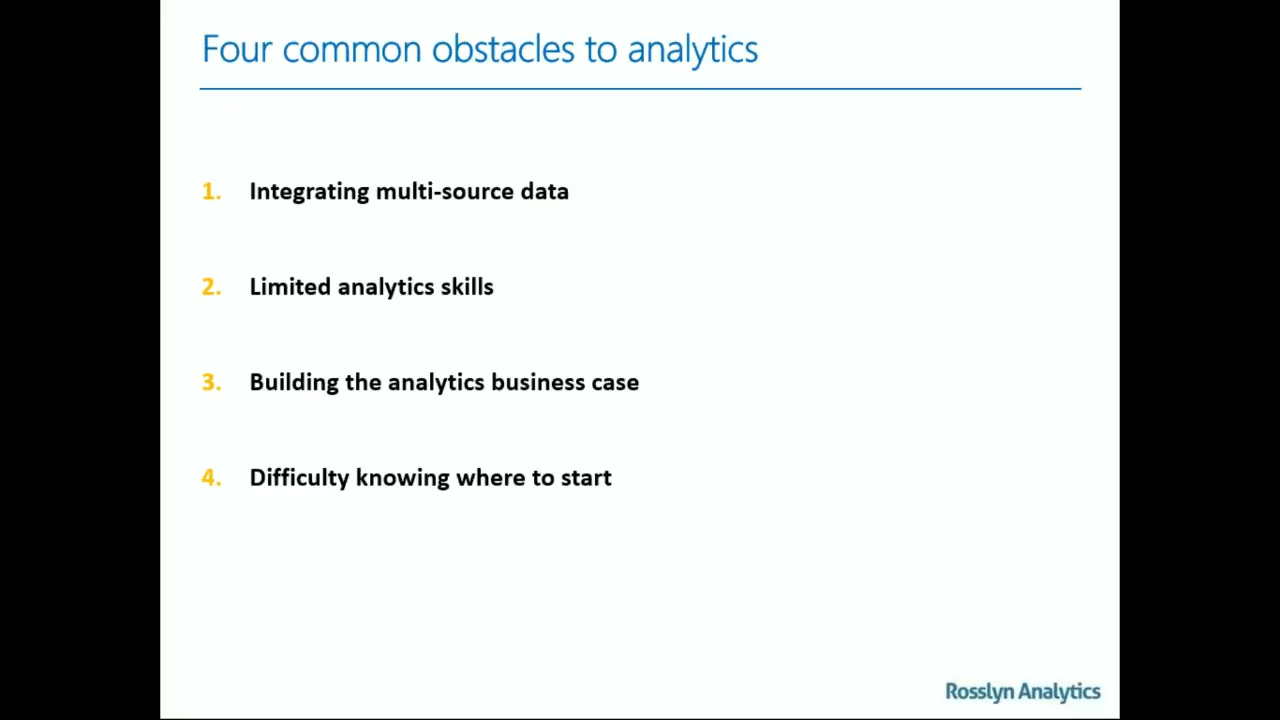 Four common obstacles to analytics
1. Integrating multi-source data
2. Limited analytics skills
3. Building the analytics business case
4. Difficulty knowing where to start
Rosslyn Analytics